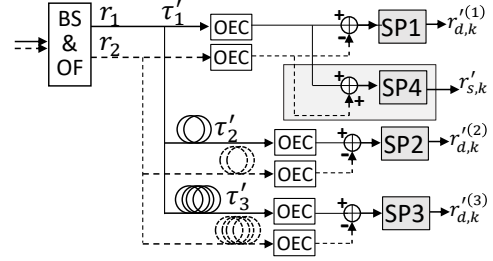 BS & OF
r₁ τ′₁ OEC + - SP1 r′⁽¹⁾d,k
r₂ OEC
+ + SP4 r′s,k
τ′₂ OEC + - SP2 r′⁽²⁾d,k
OEC
τ′₃ OEC + - SP3 r′⁽³⁾d,k
OEC